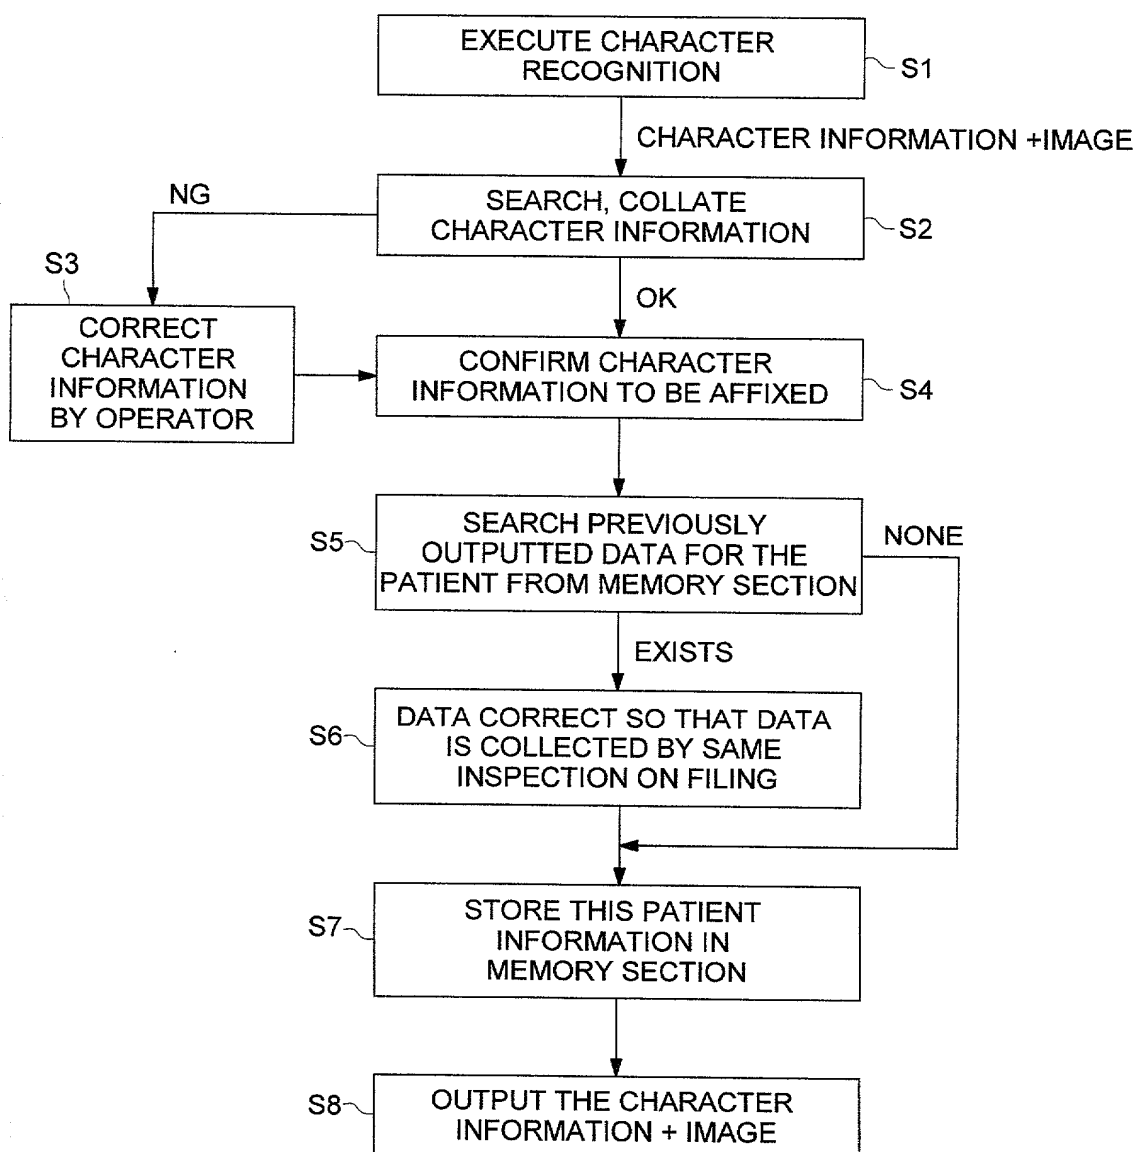 EXECUTE CHARACTER
RECOGNITION
S1
CHARACTER INFORMATION +IMAGE
NG
SEARCH, COLLATE
CHARACTER INFORMATION
S2
S3
OK
CORRECT
CHARACTER
INFORMATION
BY OPERATOR
CONFIRM CHARACTER
INFORMATION TO BE AFFIXED
S4
S5
SEARCH PREVIOUSLY
OUTPUTTED DATA FOR THE
PATIENT FROM MEMORY SECTION
NONE
EXISTS
S6
DATA CORRECT SO THAT DATA
IS COLLECTED BY SAME
INSPECTION ON FILING
S7
STORE THIS PATIENT
INFORMATION IN
MEMORY SECTION
S8
OUTPUT THE CHARACTER
INFORMATION + IMAGE